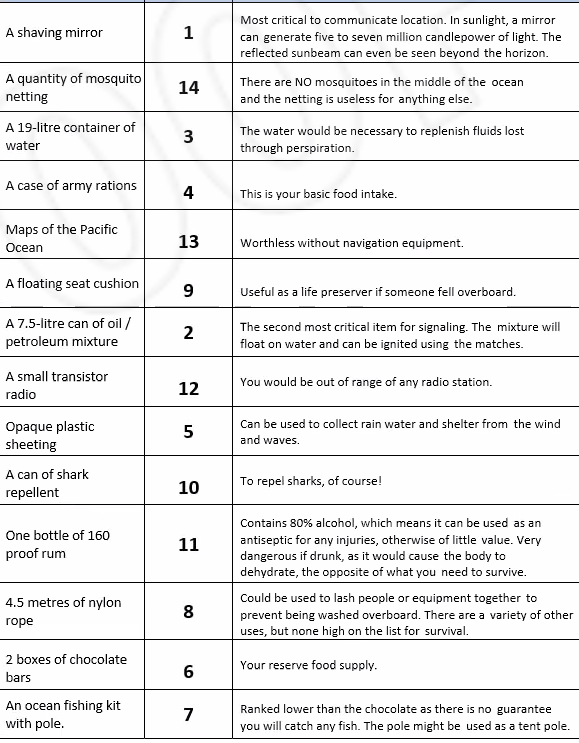 A shaving mirror
1
Most critical to communicate location. In sunlight, a mirror
can generate five to seven million candlepower of light. The
reflected sunbeam can even be seen beyond the horizon.
A quantity of mosquito
netting
14
There are NO mosquitoes in the middle of the ocean
and the netting is useless for anything else.
A 19-litre container of
water
3
The water would be necessary to replenish fluids lost
through perspiration.
A case of army rations
4
This is your basic food intake.
Maps of the Pacific
Ocean
13
Worthless without navigation equipment.
A floating seat cushion
9
Useful as a life preserver if someone fell overboard.
A 7.5-litre can of oil /
petroleum mixture
2
The second most critical item for signaling. The mixture will
float on water and can be ignited using the matches.
A small transistor
radio
12
You would be out of range of any radio station.
Opaque plastic
sheeting
5
Can be used to collect rain water and shelter from the wind
and waves.
A can of shark
repellent
10
To repel sharks, of course!
One bottle of 160
proof rum
11
Contains 80% alcohol, which means it can be used as an
antiseptic for any injuries, otherwise of little value. Very
dangerous if drunk, as it would cause the body to
dehydrate, the opposite of what you need to survive.
4.5 metres of nylon
rope
8
Could be used to lash people or equipment together to
prevent being washed overboard. There are a variety of other
uses, but none high on the list for survival.
2 boxes of chocolate
bars
6
Your reserve food supply.
An ocean fishing kit
with pole.
7
Ranked lower than the chocolate as there is no guarantee
you will catch any fish. The pole might be used as a tent pole.